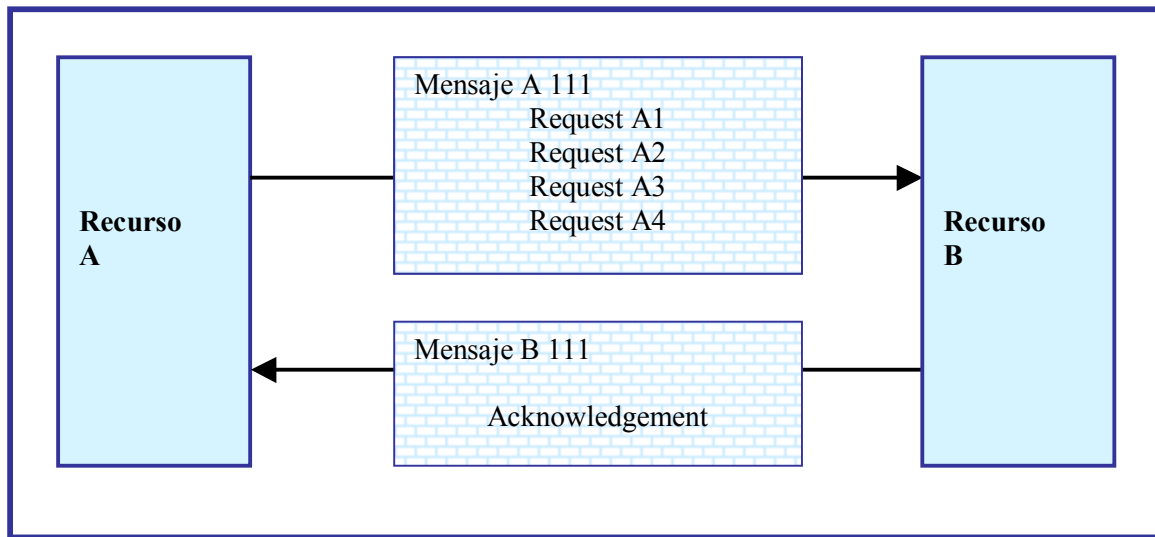 Recurso
A
Mensaje A 111
Request A1
Request A2
Request A3
Request A4
Mensaje B 111
Acknowledgement
Recurso
B